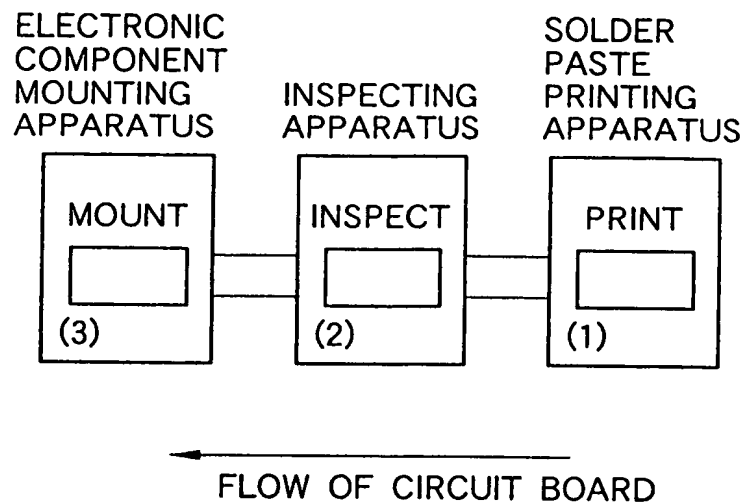 ELECTRONIC
COMPONENT
MOUNTING
APPARATUS
INSPECTING
APPARATUS
SOLDER
PASTE
PRINTING
APPARATUS
MOUNT
(3)
INSPECT
(2)
PRINT
(1)
FLOW OF CIRCUIT BOARD